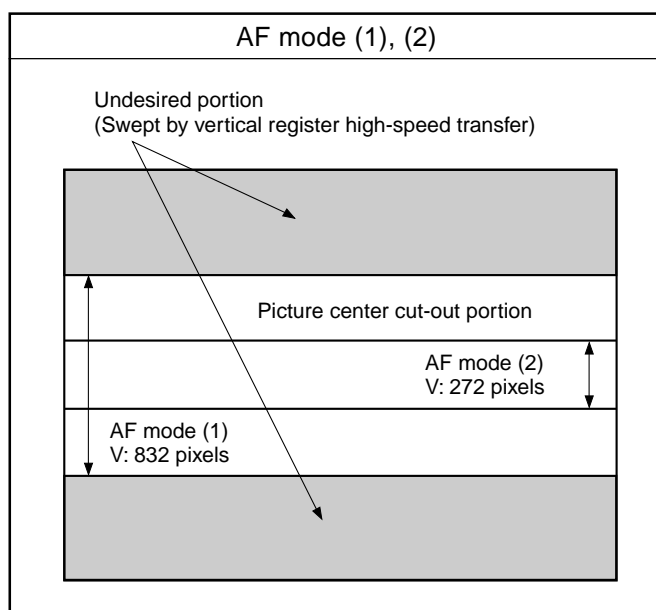 AF mode (1), (2)
Undesired portion
(Swept by vertical register high-speed transfer)
Picture center cut-out portion
AF mode (2)
V: 272 pixels
AF mode (1)
V: 832 pixels